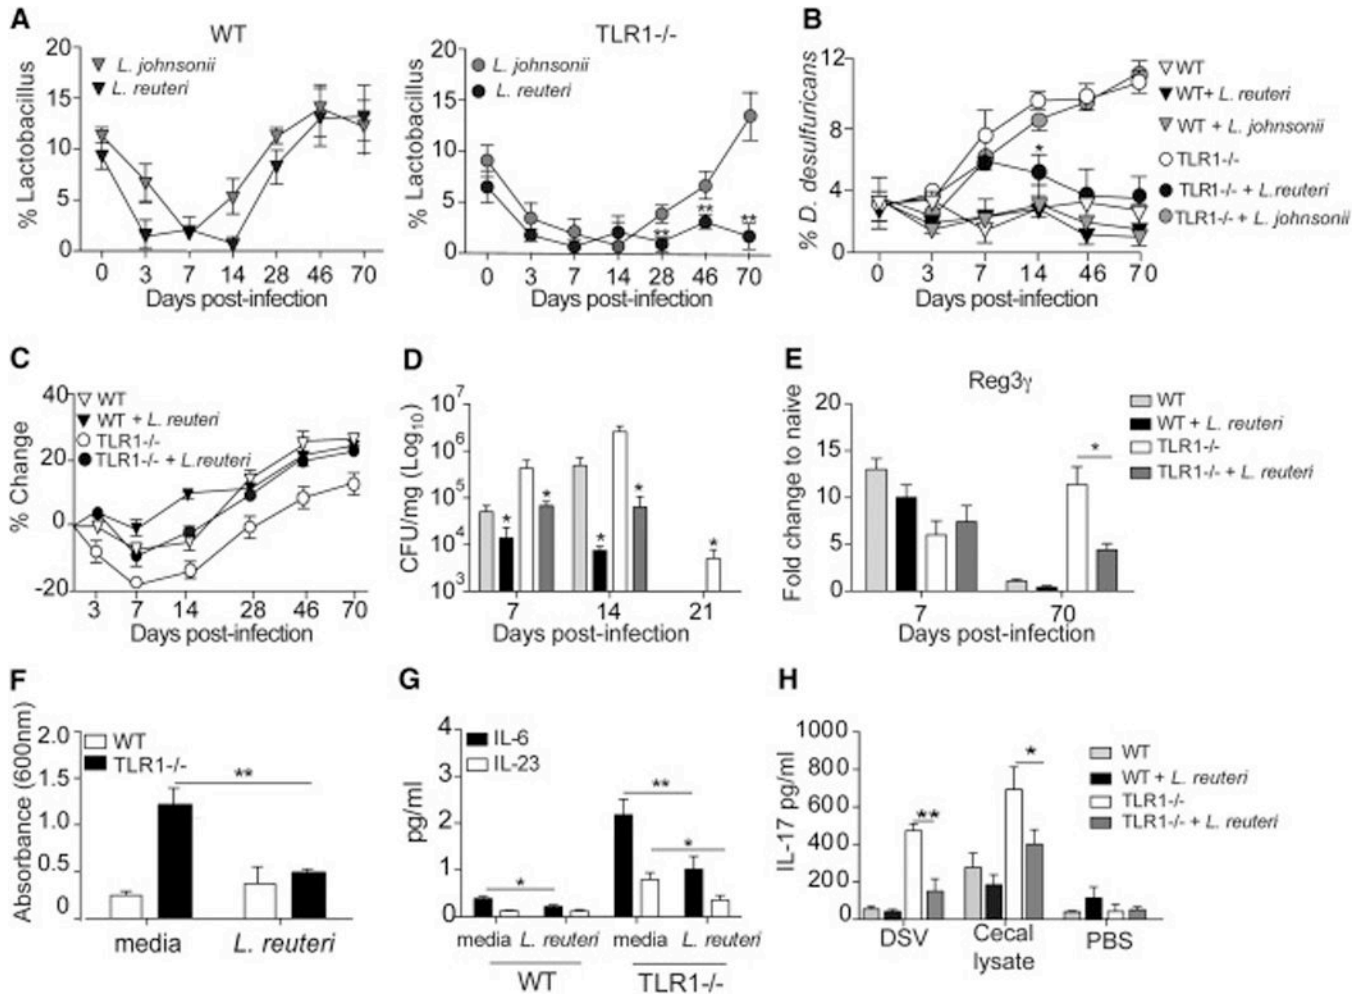 A
WT
20
15
10
5
0
% Lactobacillus
L. johnsonii
L. reuteri
0 3 7 14 28 46 70
Days post-infection
TLR1-/-
20
15
10
5
0
% Lactobacillus
L. johnsonii
L. reuteri
** ** **
0 3 7 14 28 46 70
Days post-infection
B
12
8
4
0
% D. desulfuricans
*
0 3 7 14 46 70
Days post-infection
WT
WT+ L. reuteri
WT + L. johnsonii
TLR1-/-
TLR1-/- + L.reuteri
TLR1-/- + L. johnsonii
C
40
20
0
-20
% Change
WT
WT + L. reuteri
TLR1-/-
TLR1-/- + L.reuteri
3 7 14 28 46 70
Days post-infection
D
10^7
10^6
10^5
10^4
10^3
CFU/mg (Log10)
* * * * *
7 14 21
Days post-infection
E
Reg3γ
20
15
10
5
0
Fold change to naive
*
7 70
Days post-infection
WT
WT + L. reuteri
TLR1-/-
TLR1-/- + L. reuteri
F
2.0
1.5
1.0
0.5
0
Absorbance (600nm)
WT
TLR1-/-
**
media L. reuteri
G
4
3
2
1
0
pg/ml
IL-6
IL-23
* ** *
media L. reuteri media L. reuteri
WT TLR1-/-
H
1000
800
600
400
200
0
IL-17 pg/ml
** *
DSV Cecal lysate PBS
WT
WT + L. reuteri
TLR1-/-
TLR1-/- + L. reuteri